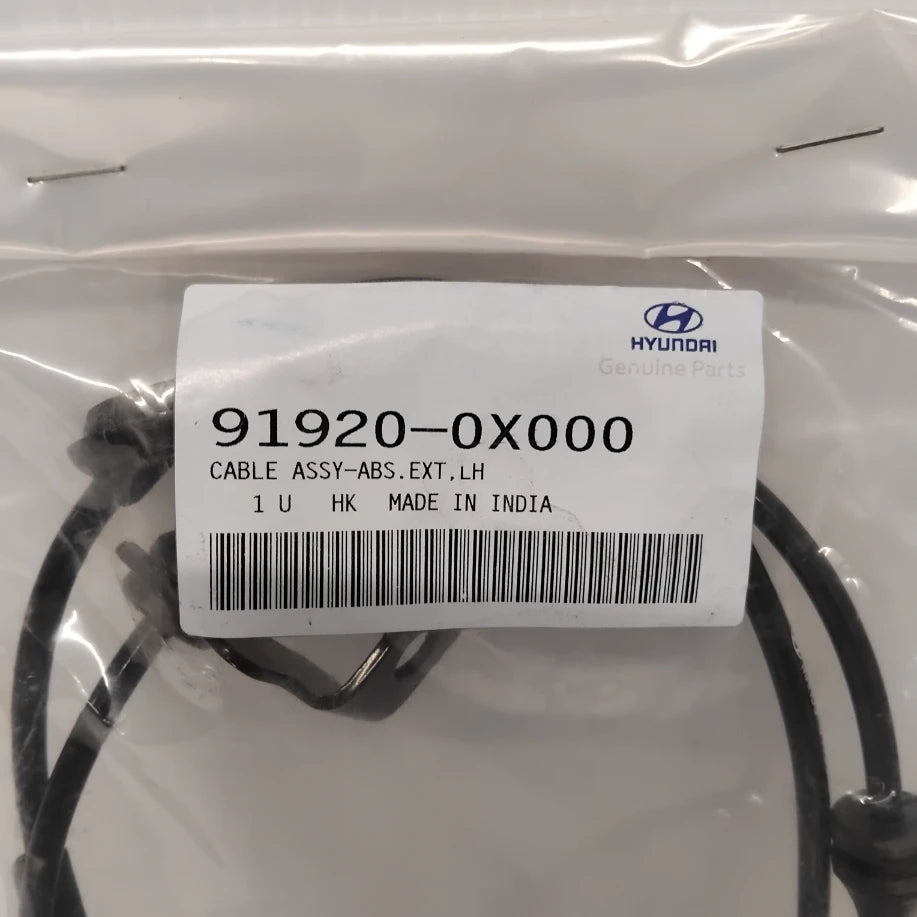 HYUNDAI
Genuine Parts
91920-0X000
CABLE ASSY-ABS.EXT,LH
1 U HK MADE IN INDIA